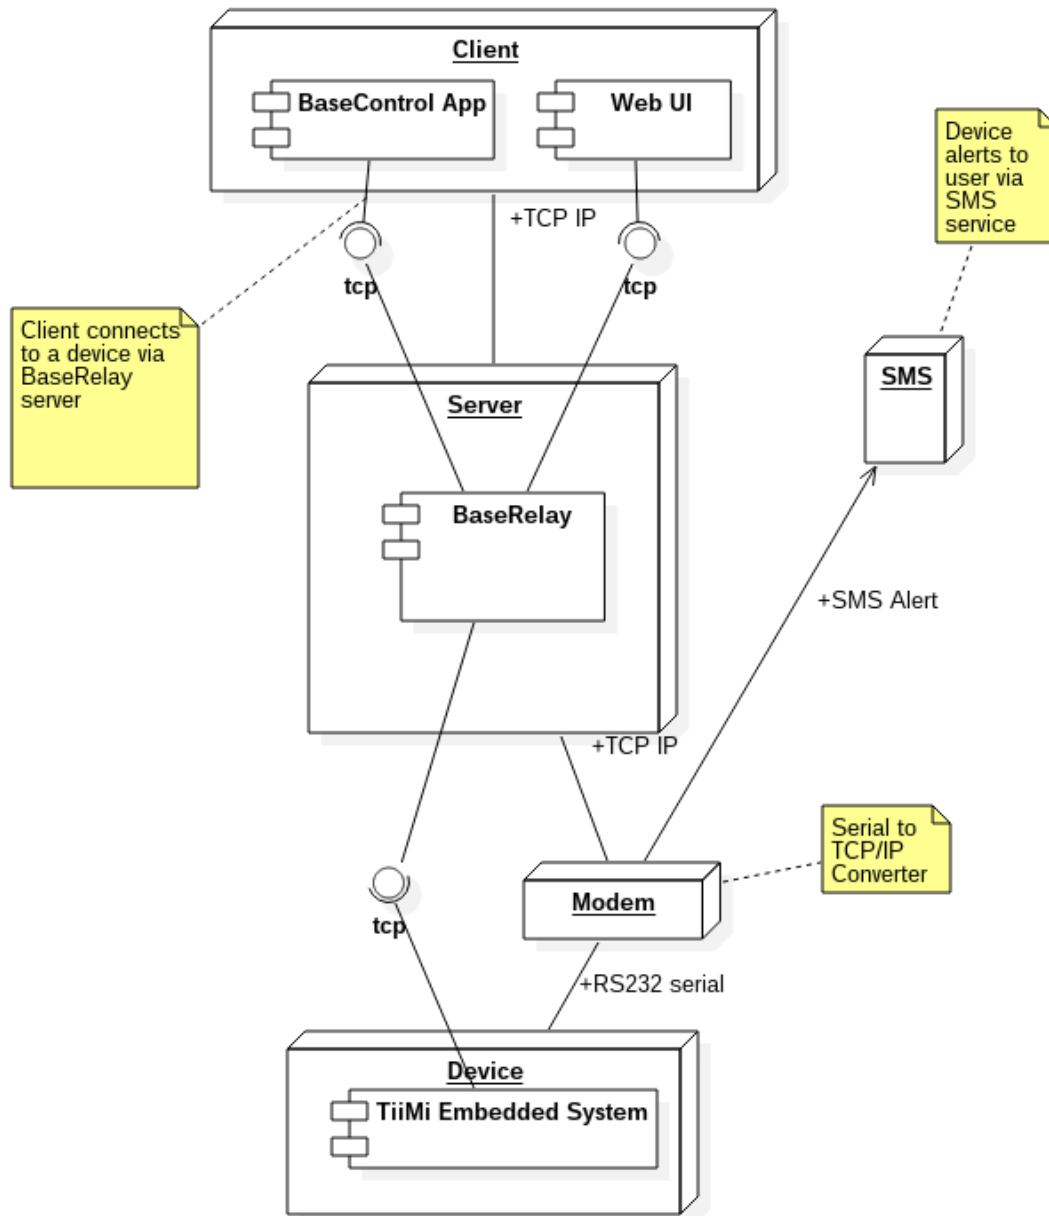 Client
BaseControl App
Web UI
Device
alerts to
user via
SMS
service
+TCP IP
tcp
tcp
Client connects
to a device via
BaseRelay
server
SMS
Server
BaseRelay
+SMS Alert
+TCP IP
Serial to
TCP/IP
Converter
Modem
tcp
+RS232 serial
Device
TiiMi Embedded System